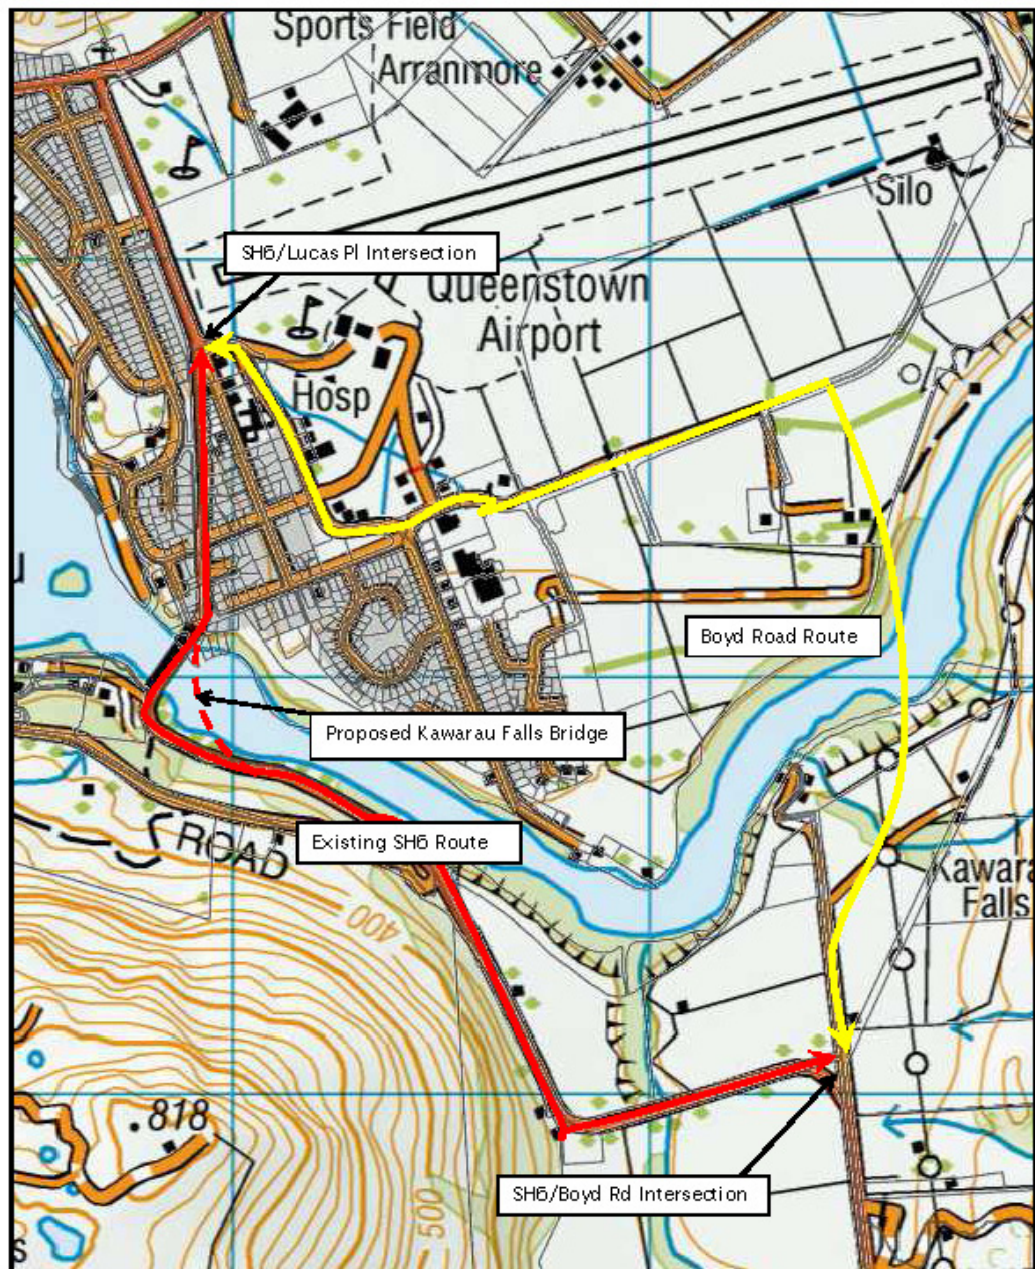 Sports Field
Arranmore
Silo
SH6/Lucas Pl Intersection
Queenstown
Airport
Hosp
Boyd Road Route
Proposed Kawarau Falls Bridge
ROAD
Existing SH6 Route
400
Kawara
Falls
818
500
SH6/Boyd Rd Intersection